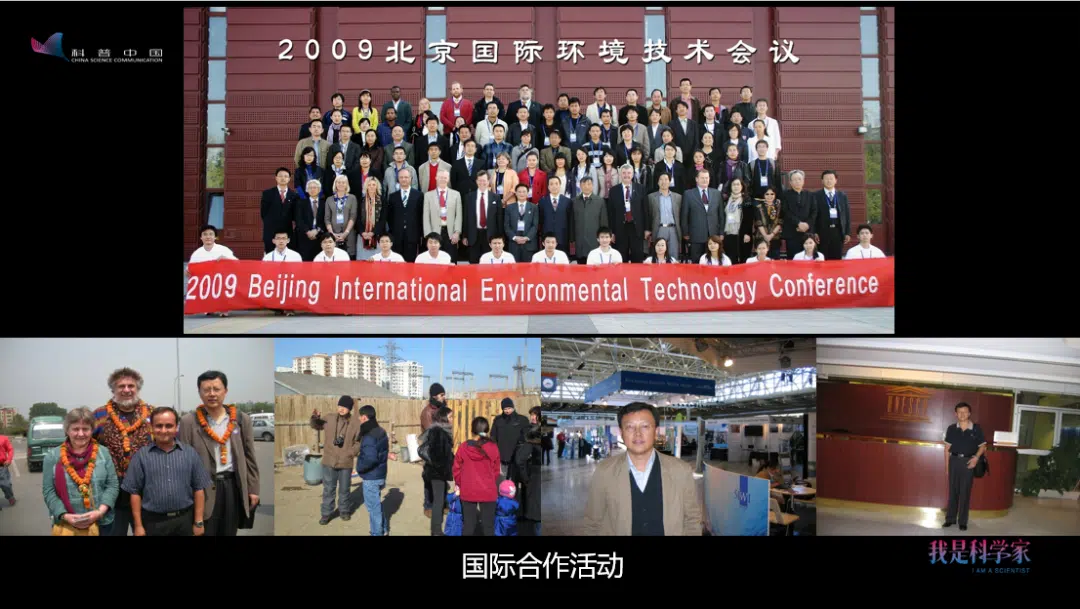 科普中国
CHINA SCIENCE COMMUNICATION
2009北京国际环境技术会议
2009 Beijing International Environmental Technology Conference
国际合作活动
我是科学家
I AM A SCIENTIST